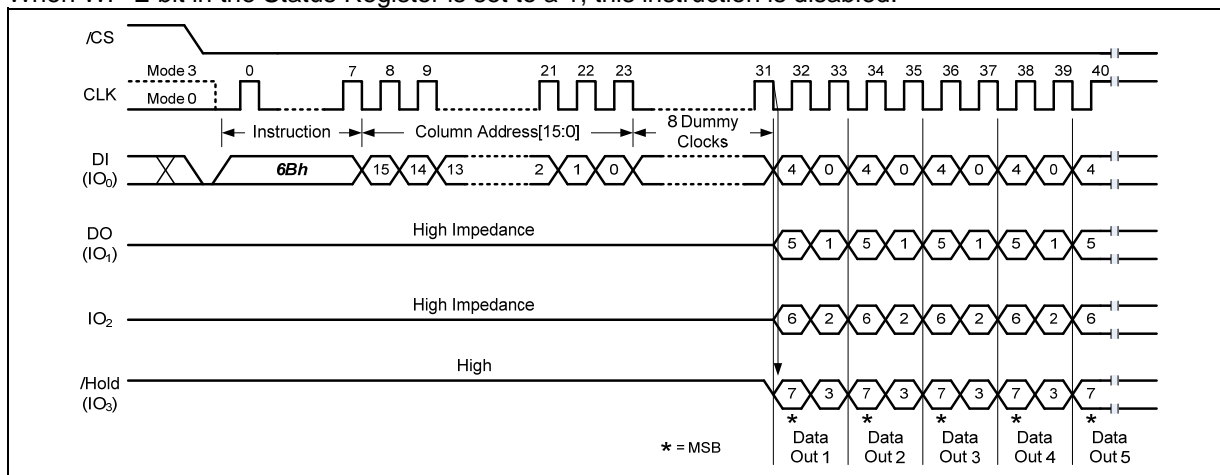 When WP-E bit in the Status Register is set to a 1, this instruction is disabled.
/CS
Mode 3 0 7 8 9 21 22 23 31 32 33 34 35 36 37 38 39 40
CLK Mode 0
Instruction Column Address[15:0] 8 Dummy
Clocks
DI
(IO0)
6Bh 15 14 13 2 1 0 4 0 4 0 4 0 4 0 4
DO
(IO1)
High Impedance 5 1 5 1 5 1 5 1 5
IO2 High Impedance 6 2 6 2 6 2 6 2 6
/Hold
(IO3)
High 7 3 7 3 7 3 7 3 7
* * * * *
* = MSB
Data
Out 1
Data
Out 2
Data
Out 3
Data
Out 4
Data
Out 5